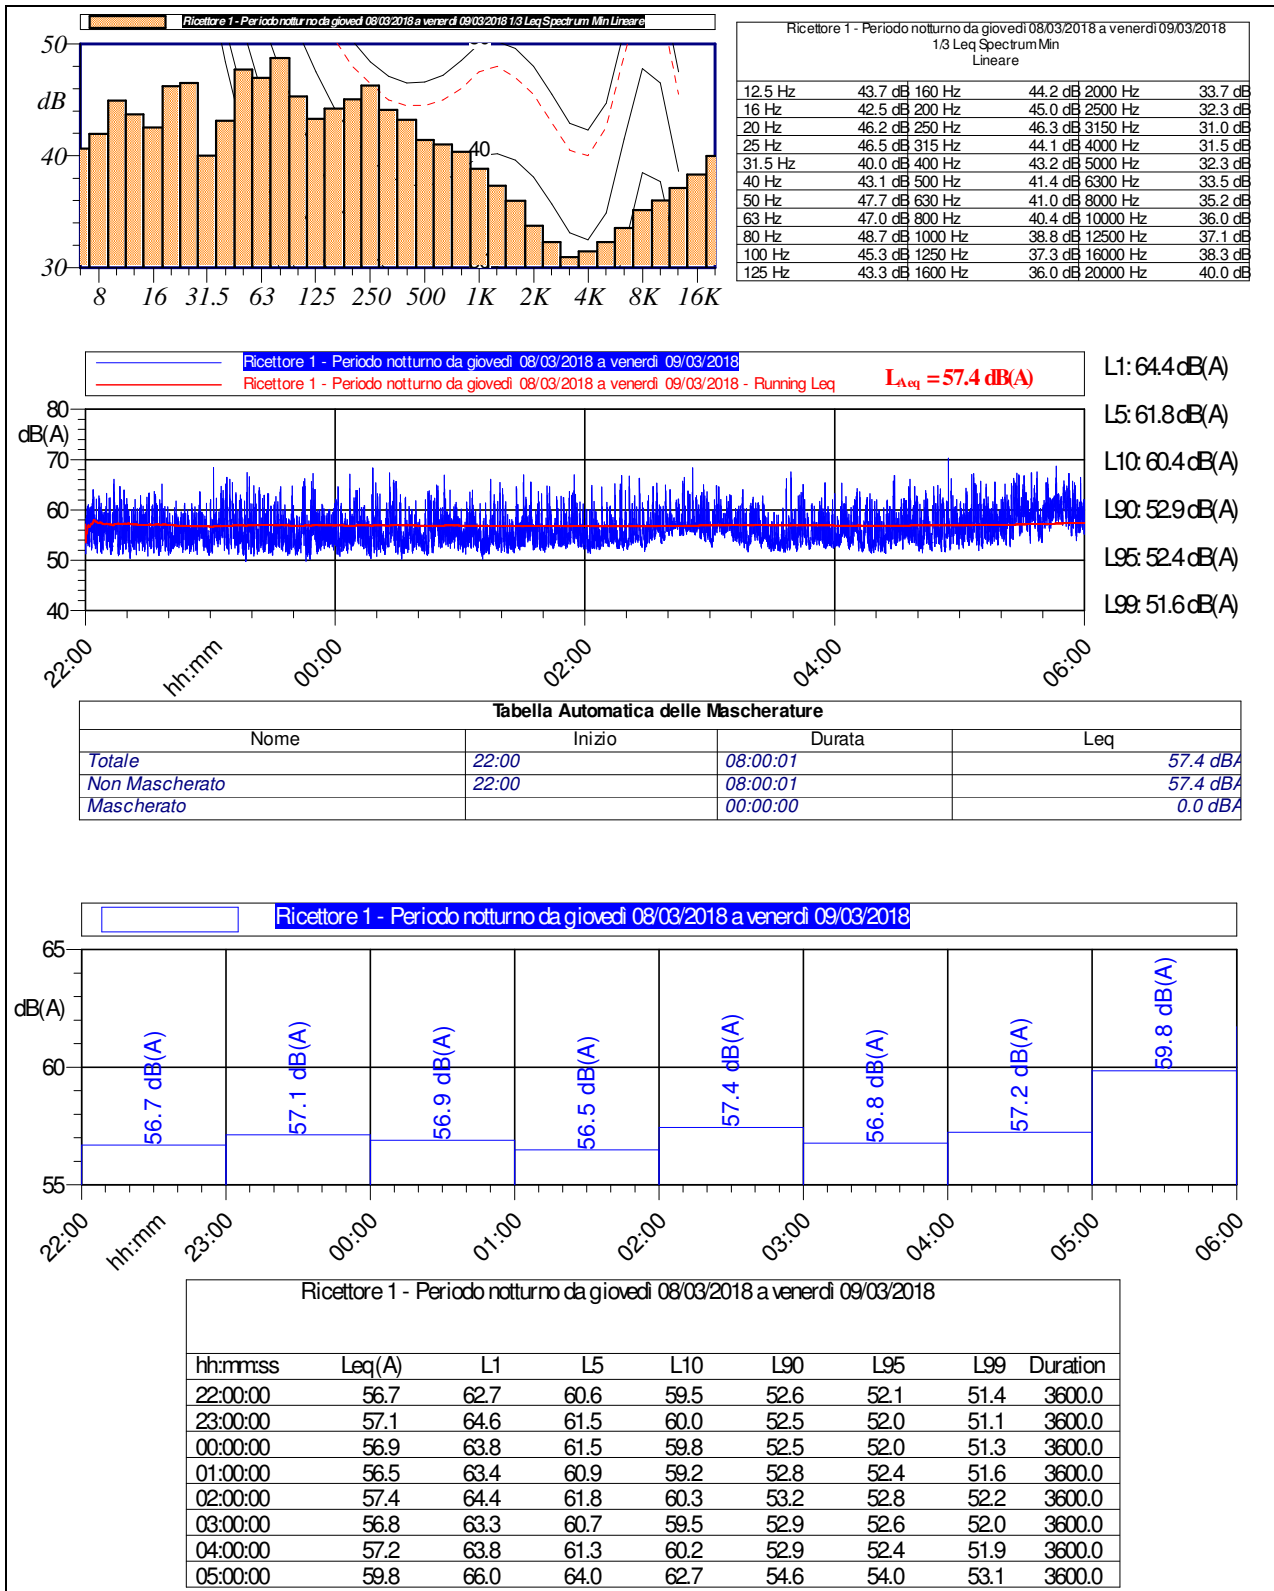 Ricettore 1 - Periodo notturno da giovedì 08/03/2018 a venerdì 09/03/2018 1/3 Leq Spectrum Min Lineare
50
dB
40
30
40
8 16 31.5 63 125 250 500 1K 2K 4K 8K 16K
Ricettore 1 - Periodo notturno da giovedì 08/03/2018 a venerdì 09/03/2018
1/3 Leq Spectrum Min
Lineare
12.5 Hz 43.7 dB 160 Hz 44.2 dB 2000 Hz 33.7 dB
16 Hz 42.5 dB 200 Hz 45.0 dB 2500 Hz 32.3 dB
20 Hz 46.2 dB 250 Hz 46.3 dB 3150 Hz 31.0 dB
25 Hz 46.5 dB 315 Hz 44.1 dB 4000 Hz 31.5 dB
31.5 Hz 40.0 dB 400 Hz 43.2 dB 5000 Hz 32.3 dB
40 Hz 43.1 dB 500 Hz 41.4 dB 6300 Hz 33.5 dB
50 Hz 47.7 dB 630 Hz 41.0 dB 8000 Hz 35.2 dB
63 Hz 47.0 dB 800 Hz 40.4 dB 10000 Hz 36.0 dB
80 Hz 48.7 dB 1000 Hz 38.8 dB 12500 Hz 37.1 dB
100 Hz 45.3 dB 1250 Hz 37.3 dB 16000 Hz 38.3 dB
125 Hz 43.3 dB 1600 Hz 36.0 dB 20000 Hz 40.0 dB
Ricettore 1 - Periodo notturno da giovedì 08/03/2018 a venerdì 09/03/2018
Ricettore 1 - Periodo notturno da giovedì 08/03/2018 a venerdì 09/03/2018 - Running Leq
LAeq = 57.4 dB(A)
80
dB(A)
70
60
50
40
22:00 hh:mm 00:00 02:00 04:00 06:00
L1: 64.4 dB(A)
L5: 61.8 dB(A)
L10: 60.4 dB(A)
L90: 52.9 dB(A)
L95: 52.4 dB(A)
L99: 51.6 dB(A)
Tabella Automatica delle Mascherature
Nome Inizio Durata Leq
Totale 22:00 08:00:01 57.4 dBA
Non Mascherato 22:00 08:00:01 57.4 dBA
Mascherato 00:00:00 0.0 dBA
Ricettore 1 - Periodo notturno da giovedì 08/03/2018 a venerdì 09/03/2018
65
dB(A)
60
55
56.7 dB(A) 57.1 dB(A) 56.9 dB(A) 56.5 dB(A) 57.4 dB(A) 56.8 dB(A) 57.2 dB(A) 59.8 dB(A)
22:00 hh:mm 23:00 00:00 01:00 02:00 03:00 04:00 05:00 06:00
Ricettore 1 - Periodo notturno da giovedì 08/03/2018 a venerdì 09/03/2018
hh:mm:ss Leq(A) L1 L5 L10 L90 L95 L99 Duration
22:00:00 56.7 62.7 60.6 59.5 52.6 52.1 51.4 3600.0
23:00:00 57.1 64.6 61.5 60.0 52.5 52.0 51.1 3600.0
00:00:00 56.9 63.8 61.5 59.8 52.5 52.0 51.3 3600.0
01:00:00 56.5 63.4 60.9 59.2 52.8 52.4 51.6 3600.0
02:00:00 57.4 64.4 61.8 60.3 53.2 52.8 52.2 3600.0
03:00:00 56.8 63.3 60.7 59.5 52.9 52.6 52.0 3600.0
04:00:00 57.2 63.8 61.3 60.2 52.9 52.4 51.9 3600.0
05:00:00 59.8 66.0 64.0 62.7 54.6 54.0 53.1 3600.0